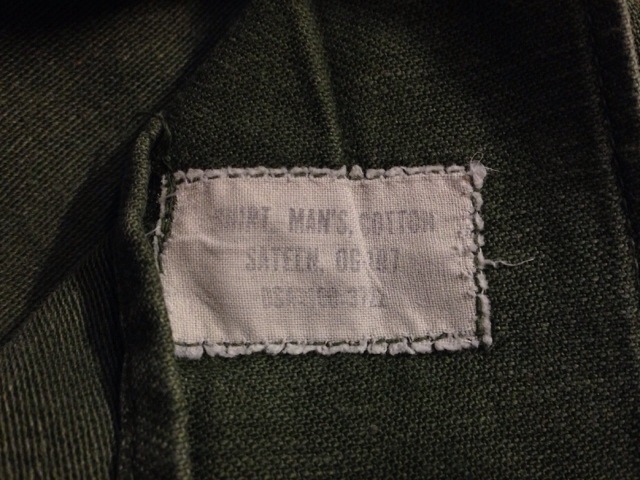 SHIRT, MAN'S, COTTON
SATEEN, OG 107